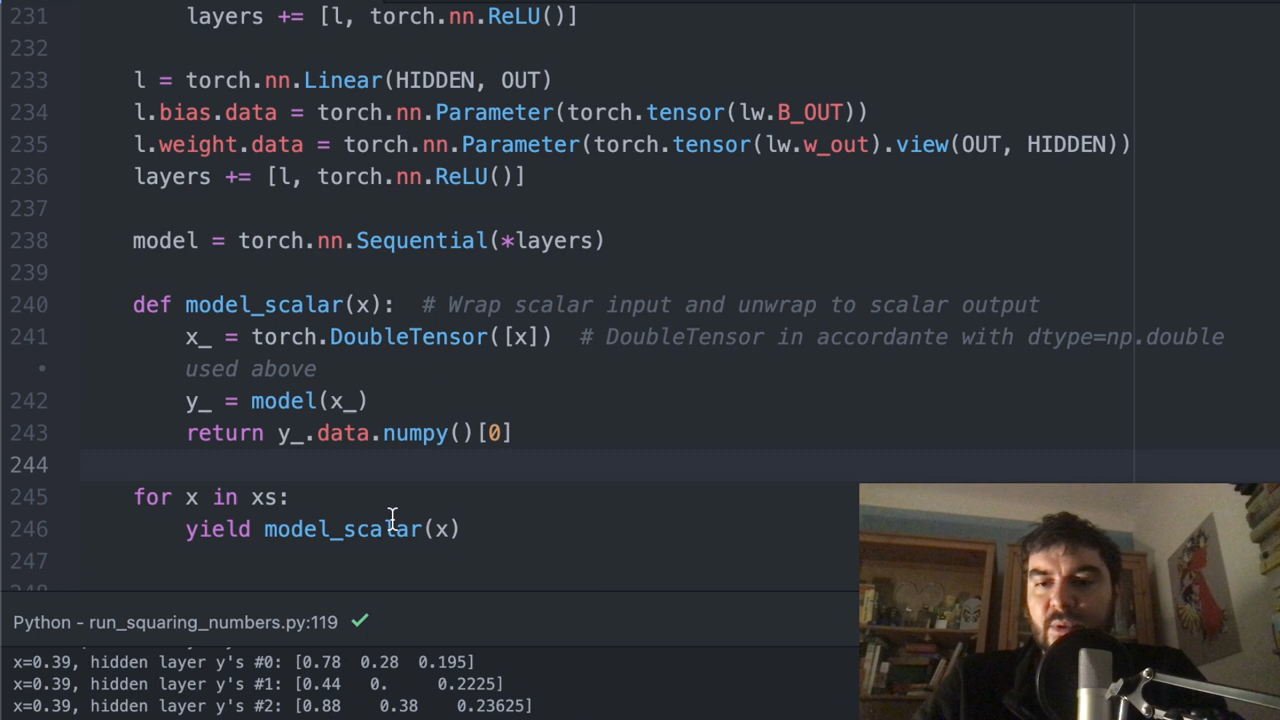 231 layers += [l, torch.nn.ReLU()]
232
233 l = torch.nn.Linear(HIDDEN, OUT)
234 l.bias.data = torch.nn.Parameter(torch.tensor(lw.B_OUT))
235 l.weight.data = torch.nn.Parameter(torch.tensor(lw.w_out).view(OUT, HIDDEN))
236 layers += [l, torch.nn.ReLU()]
237
238 model = torch.nn.Sequential(*layers)
239
240 def model_scalar(x): # Wrap scalar input and unwrap to scalar output
241 x_ = torch.DoubleTensor([x]) # DoubleTensor in accordante with dtype=np.double
• used above
242 y_ = model(x_)
243 return y_.data.numpy()[0]
244
245 for x in xs:
246 yield model_scalar(x)
247
Python - run_squaring_numbers.py:119 ✓
x=0.39, hidden layer y's #0: [0.78 0.28 0.195]
x=0.39, hidden layer y's #1: [0.44 0. 0.2225]
x=0.39, hidden layer y's #2: [0.88 0.38 0.23625]